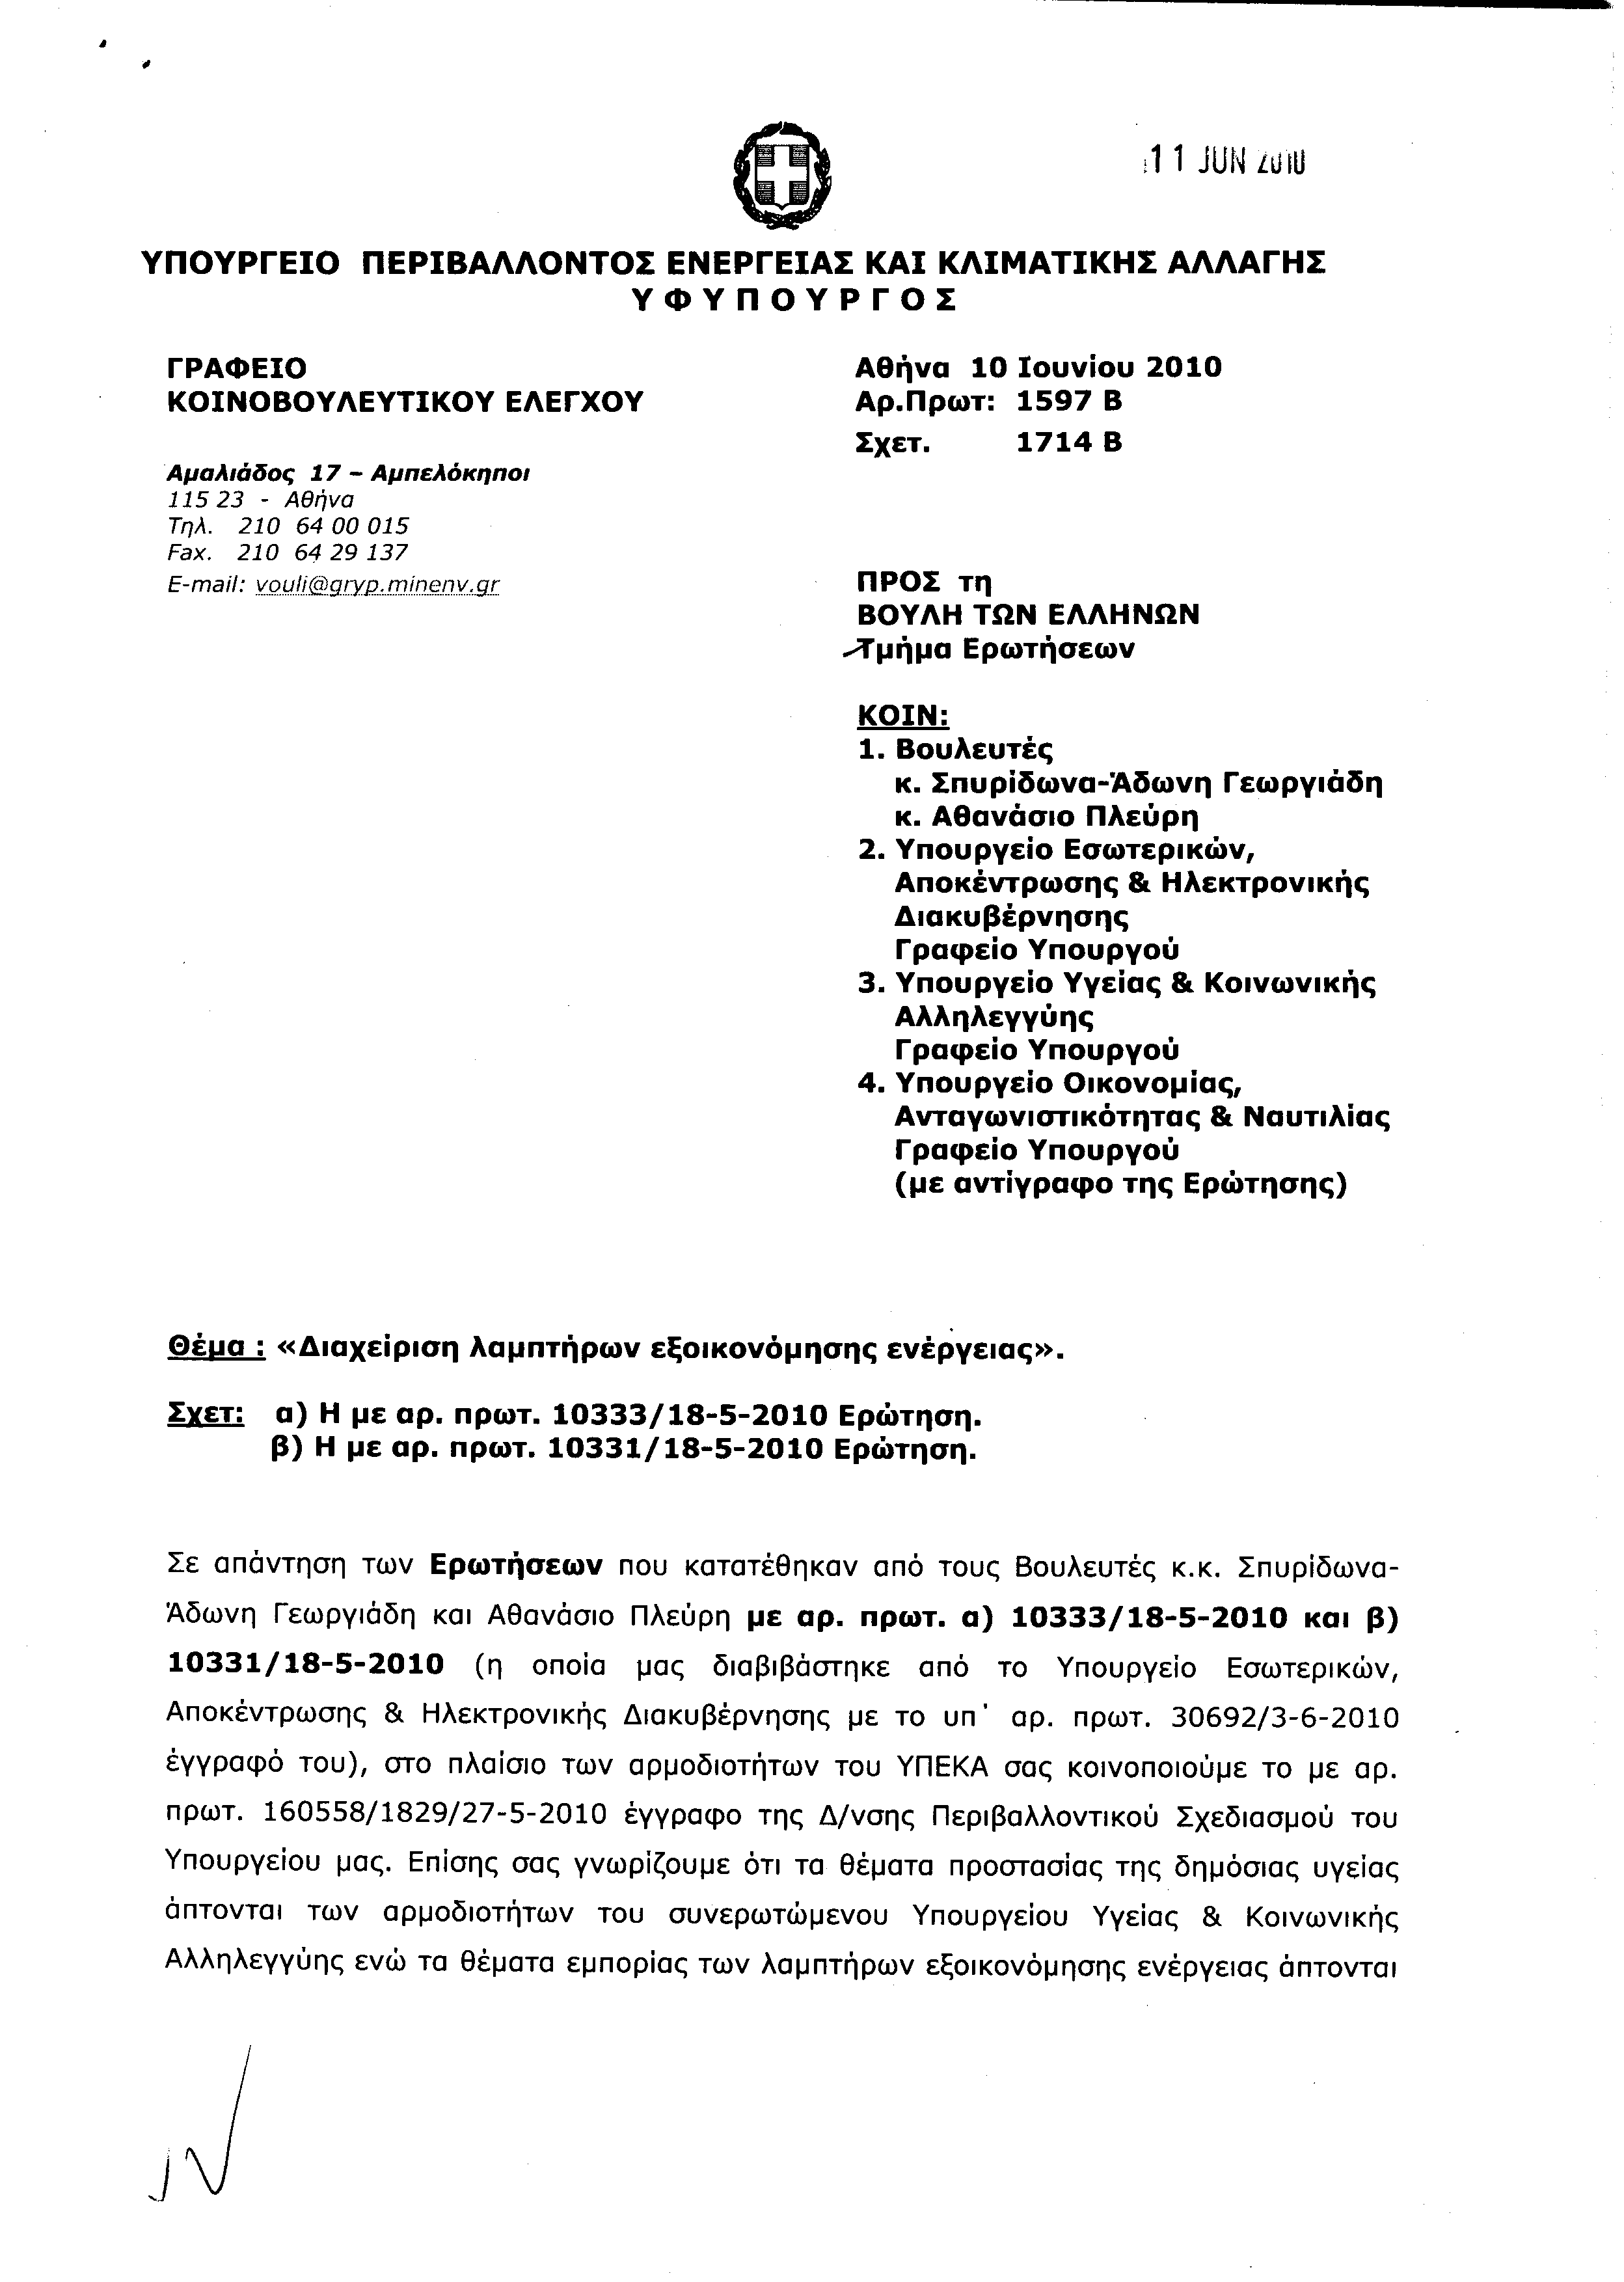 11 JUN 2010
ΥΠΟΥΡΓΕΙΟ ΠΕΡΙΒΑΛΛΟΝΤΟΣ ΕΝΕΡΓΕΙΑΣ ΚΑΙ ΚΛΙΜΑΤΙΚΗΣ ΑΛΛΑΓΗΣ
Υ Φ Υ Π Ο Υ Ρ Γ Ο Σ
ΓΡΑΦΕΙΟ
ΚΟΙΝΟΒΟΥΛΕΥΤΙΚΟΥ ΕΛΕΓΧΟΥ
Αμαλιάδος 17 – Αμπελόκηποι
115 23 - Αθήνα
Τηλ. 210 64 00 015
Fax. 210 64 29 137
E-mail: vouli@gryp.minenv.gr
Αθήνα 10 Ιουνίου 2010
Αρ.Πρωτ: 1597 Β
Σχετ. 1714 Β
ΠΡΟΣ τη
ΒΟΥΛΗ ΤΩΝ ΕΛΛΗΝΩΝ
Τμήμα Ερωτήσεων
ΚΟΙΝ:
1. Βουλευτές
κ. Σπυρίδωνα-Άδωνη Γεωργιάδη
κ. Αθανάσιο Πλεύρη
2. Υπουργείο Εσωτερικών,
Αποκέντρωσης & Ηλεκτρονικής
Διακυβέρνησης
Γραφείο Υπουργού
3. Υπουργείο Υγείας & Κοινωνικής
Αλληλεγγύης
Γραφείο Υπουργού
4. Υπουργείο Οικονομίας,
Ανταγωνιστικότητας & Ναυτιλίας
Γραφείο Υπουργού
(με αντίγραφο της Ερώτησης)
Θέμα : «Διαχείριση λαμπτήρων εξοικονόμησης ενέργειας».
Σχετ: α) Η με αρ. πρωτ. 10333/18-5-2010 Ερώτηση.
β) Η με αρ. πρωτ. 10331/18-5-2010 Ερώτηση.
Σε απάντηση των Ερωτήσεων που κατατέθηκαν από τους Βουλευτές κ.κ. Σπυρίδωνα-
Άδωνη Γεωργιάδη και Αθανάσιο Πλεύρη με αρ. πρωτ. α) 10333/18-5-2010 και β)
10331/18-5-2010 (η οποία μας διαβιβάστηκε από το Υπουργείο Εσωτερικών,
Αποκέντρωσης & Ηλεκτρονικής Διακυβέρνησης με το υπ' αρ. πρωτ. 30692/3-6-2010
έγγραφό του), στο πλαίσιο των αρμοδιοτήτων του ΥΠΕΚΑ σας κοινοποιούμε το με αρ.
πρωτ. 160558/1829/27-5-2010 έγγραφο της Δ/νσης Περιβαλλοντικού Σχεδιασμού του
Υπουργείου μας. Επίσης σας γνωρίζουμε ότι τα θέματα προστασίας της δημόσιας υγείας
άπτονται των αρμοδιοτήτων του συνερωτώμενου Υπουργείου Υγείας & Κοινωνικής
Αλληλεγγύης ενώ τα θέματα εμπορίας των λαμπτήρων εξοικονόμησης ενέργειας άπτονται